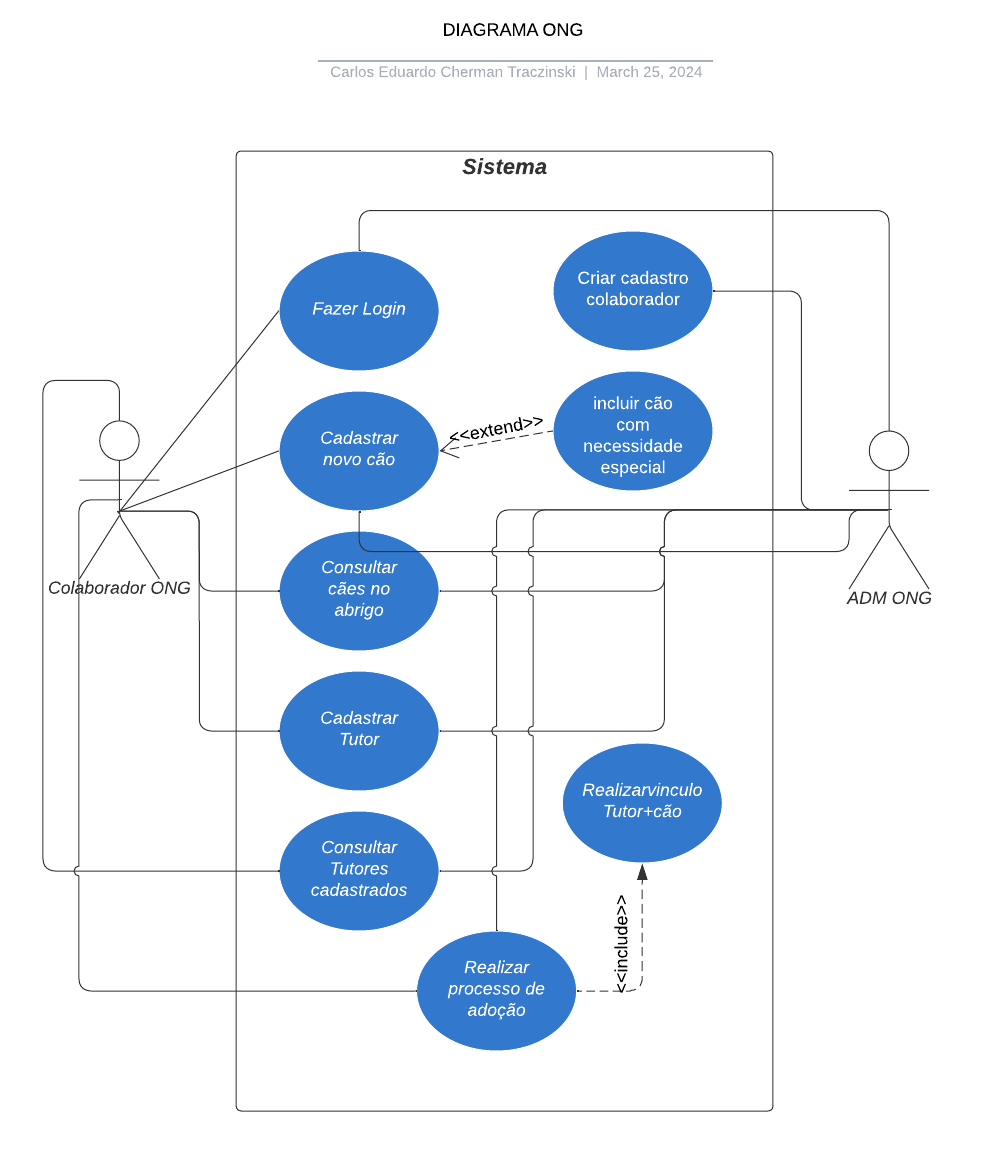 DIAGRAMA ONG
Carlos Eduardo Cherman Traczinski | March 25, 2024
Sistema
Fazer Login
Criar cadastro
colaborador
Cadastrar
novo cão
<<extend>>
incluir cão
com
necessidade
especial
Consultar
cães no
abrigo
Colaborador ONG
ADM ONG
Cadastrar
Tutor
Realizarvinculo
Tutor+cão
Consultar
Tutores
cadastrados
<<include>>
Realizar
processo de
adoção